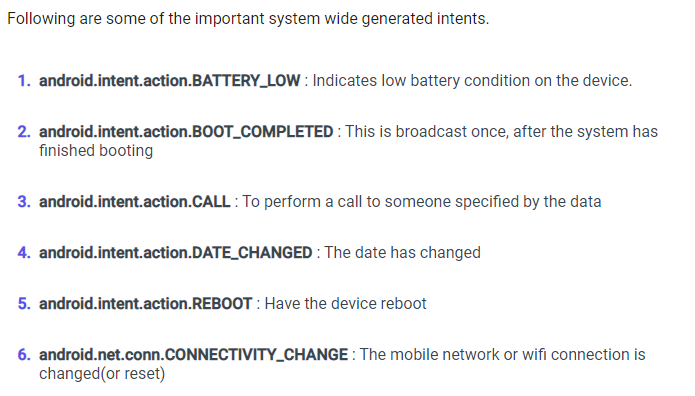 Following are some of the important system wide generated intents.
1. android.intent.action.BATTERY_LOW : Indicates low battery condition on the device.
2. android.intent.action.BOOT_COMPLETED : This is broadcast once, after the system has
finished booting
3. android.intent.action.CALL : To perform a call to someone specified by the data
4. android.intent.action.DATE_CHANGED : The date has changed
5. android.intent.action.REBOOT : Have the device reboot
6. android.net.conn.CONNECTIVITY_CHANGE : The mobile network or wifi connection is
changed(or reset)